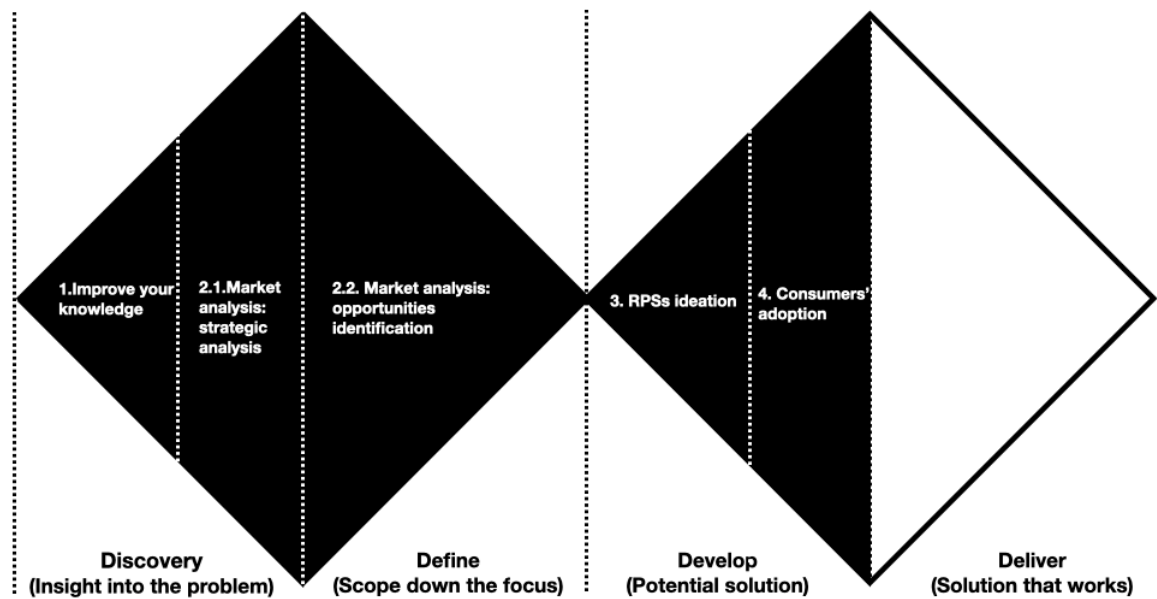 1.Improve your
knowledge
2.1.Market
analysis:
strategic
analysis
2.2. Market analysis:
opportunities
identification
3. RPSs ideation
4. Consumers’
adoption
Discovery
(Insight into the problem)
Define
(Scope down the focus)
Develop
(Potential solution)
Deliver
(Solution that works)